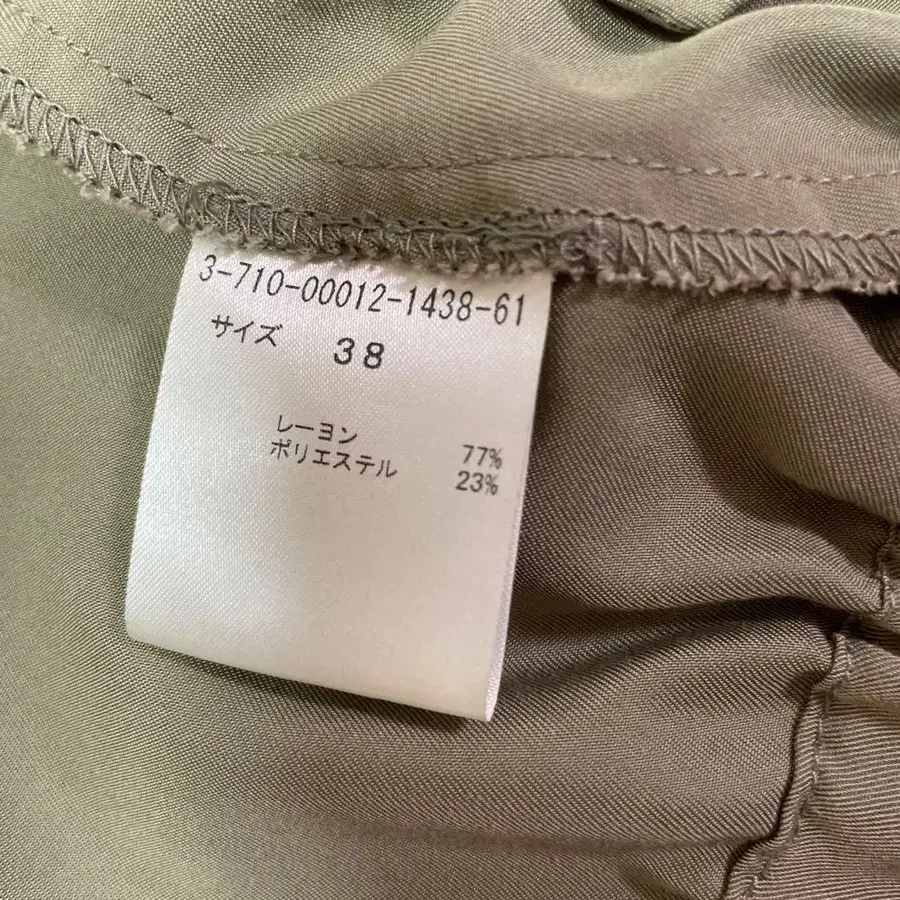 3-710-00012-1438-61
サイズ 38
レーヨン 77%
ポリエステル 23%